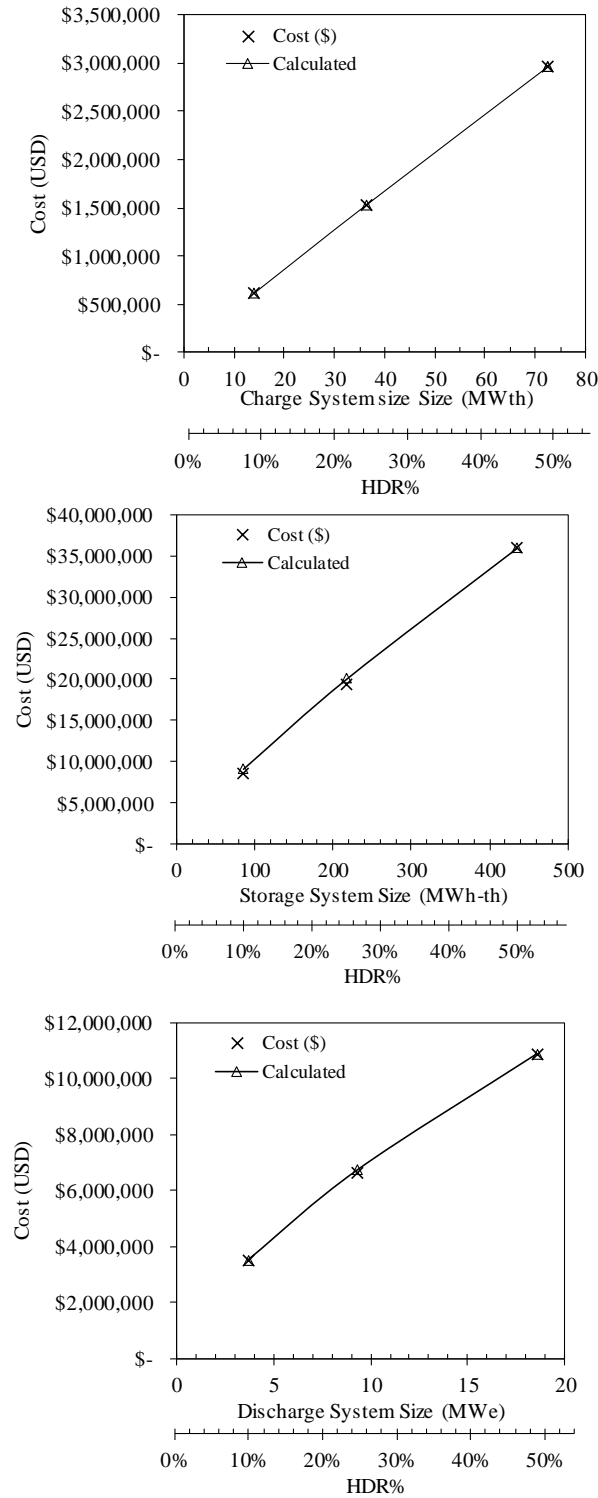 $3,500,000
$3,000,000
$2,500,000
$2,000,000
$1,500,000
$1,000,000
$500,000
$-
Cost (USD)
Cost ($)
Calculated
0 10 20 30 40 50 60 70 80
Charge System size Size (MWth)
0% 10% 20% 30% 40% 50%
HDR%
$40,000,000
$35,000,000
$30,000,000
$25,000,000
$20,000,000
$15,000,000
$10,000,000
$5,000,000
$-
Cost (USD)
Cost ($)
Calculated
0 100 200 300 400 500
Storage System Size (MWh-th)
0% 10% 20% 30% 40% 50%
HDR%
$12,000,000
$10,000,000
$8,000,000
$6,000,000
$4,000,000
$2,000,000
$-
Cost (USD)
Cost ($)
Calculated
0 5 10 15 20
Discharge System Size (MWe)
0% 10% 20% 30% 40% 50%
HDR%